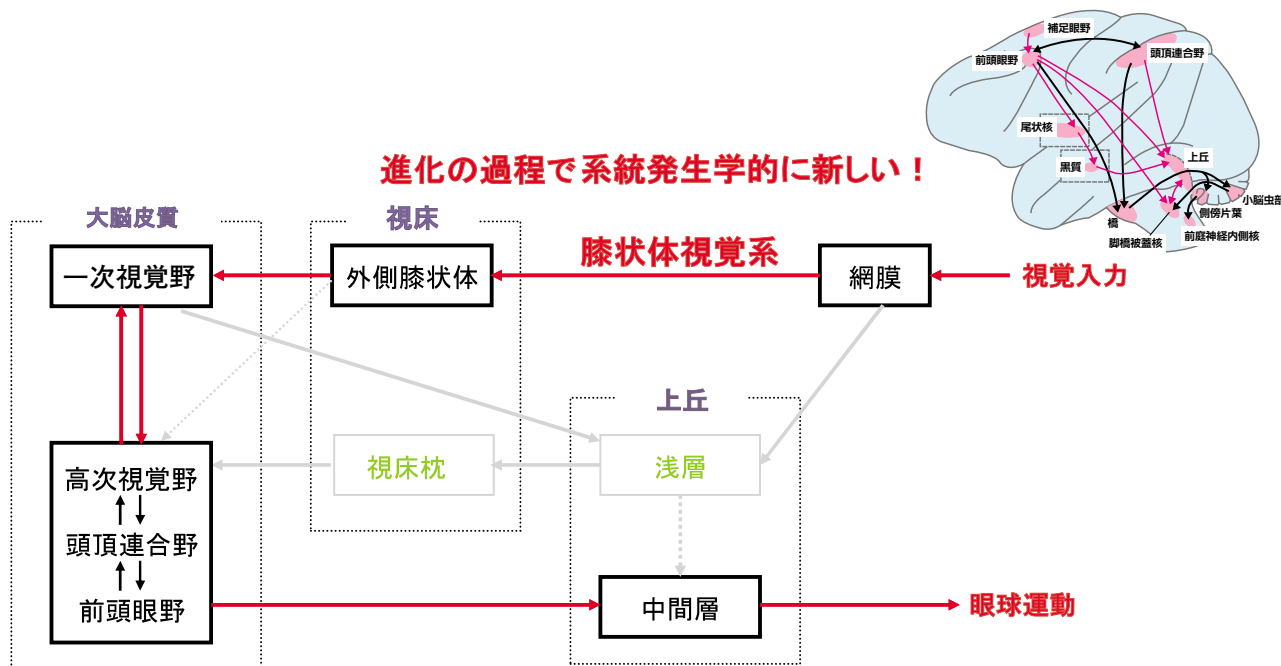 補足眼野
前頭眼野
頭頂連合野
尾状核
黒質
上丘
小脳虫部
側傍片葉
橋
脚橋被蓋核
前庭神経内側核
進化の過程で系統発生学的に新しい！
大脳皮質
視床
膝状体視覚系
一次視覚野
外側膝状体
網膜
視覚入力
上丘
高次視覚野
視床枕
浅層
頭頂連合野
前頭眼野
中間層
眼球運動